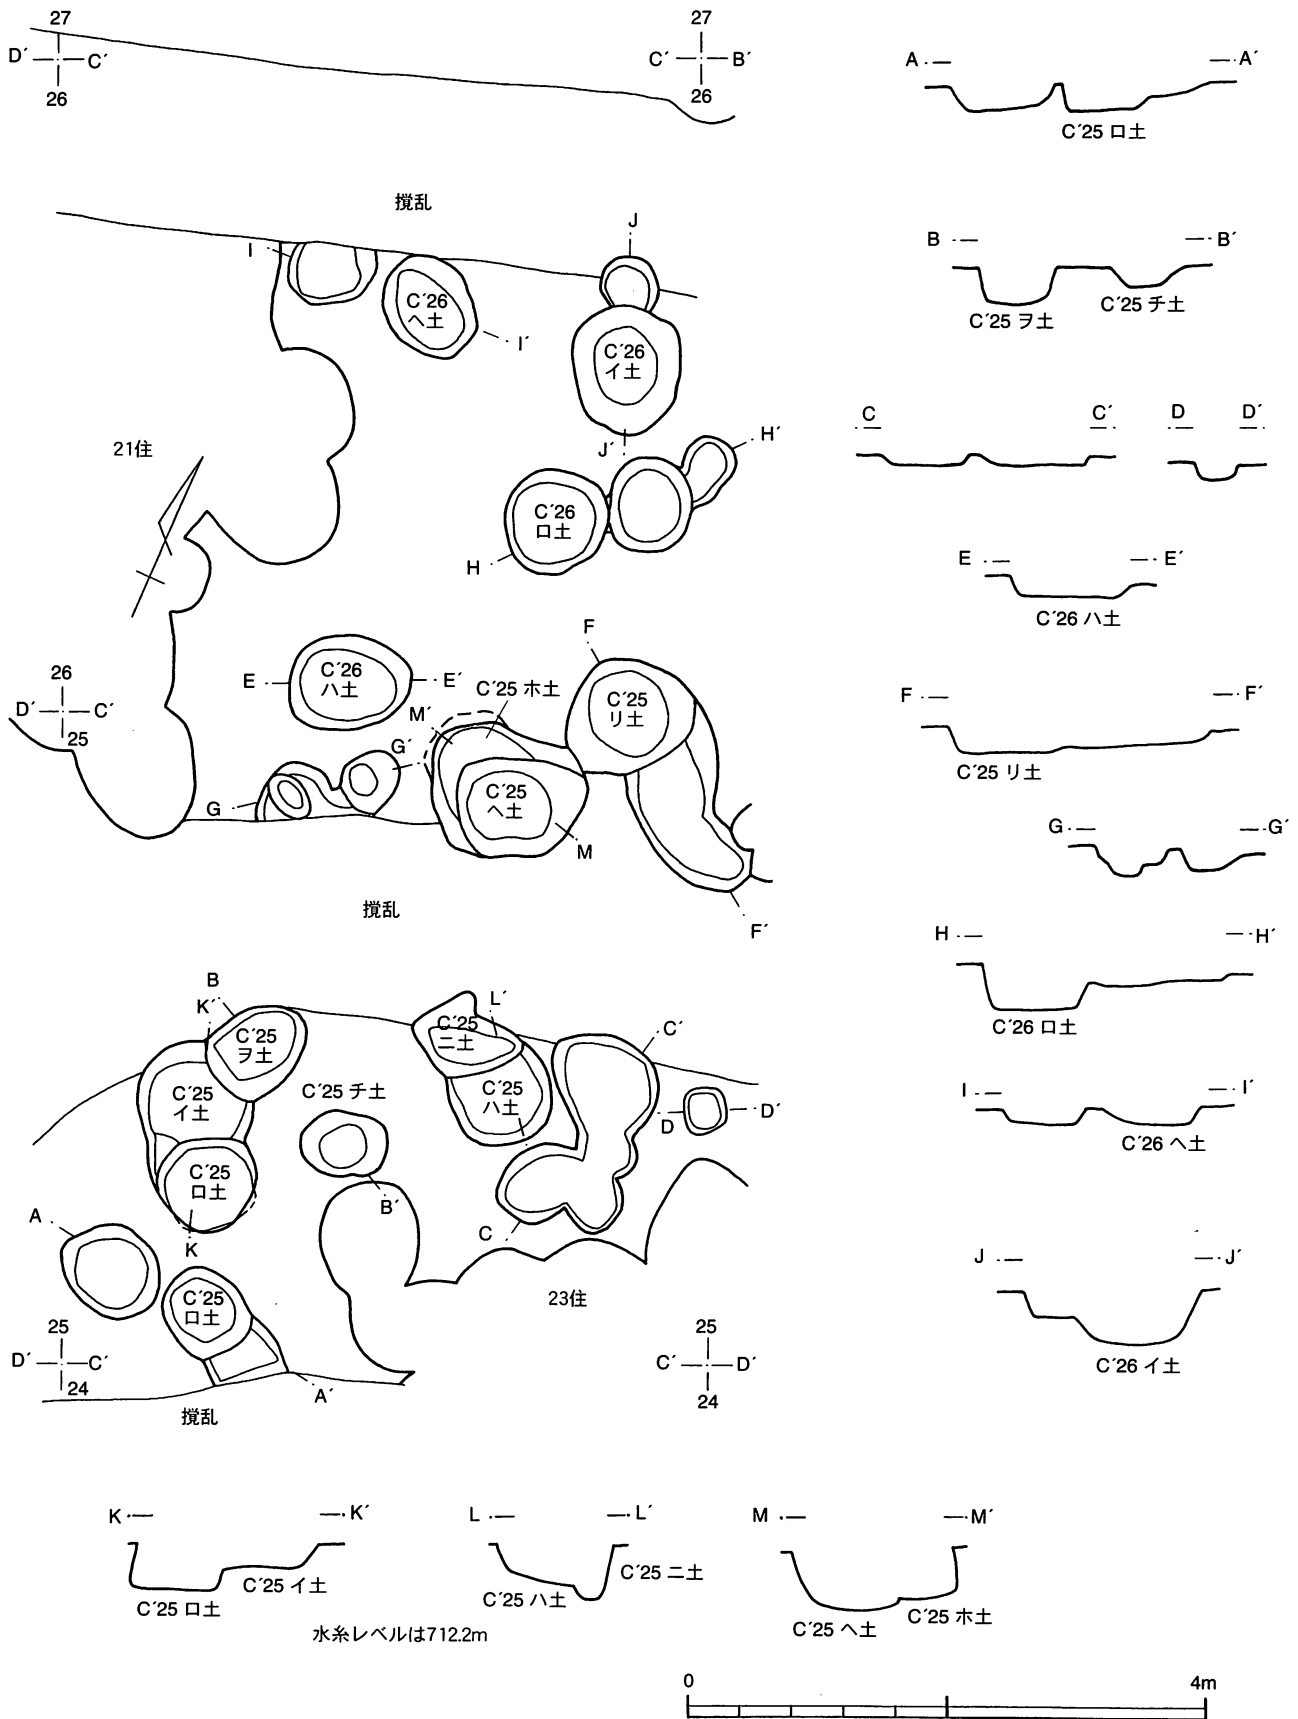 27
D´ C´
26
27
C´ B´
26
撹乱
I
C´26
ヘ土
I´
J
C´26
イ土
J´
H´
C´26
ロ土
H
21住
26
D´ C´
25
E
C´26
ハ土
E´
C´25 ホ土
M´
G´
G
C´25
ヘ土
M
F
C´25
リ土
F´
撹乱
B
K´
C´25
ヲ土
C´25
イ土
C´25
ロ土
K
C´25 チ土
B´
L´
C´25
ニ土
C´25
ハ土
C´
D D´
C
A
C´25
ロ土
A´
23住
25
D´ C´
24
25
C´ D´
24
撹乱
A A´
C´25 ロ土
B B´
C´25 ヲ土 C´25 チ土
C C´ D D´
E E´
C´26 ハ土
F F´
C´25 リ土
G G´
H H´
C´26 ロ土
I I´
C´26 ヘ土
J J´
C´26 イ土
K K´
C´25 ロ土 C´25 イ土
L L´
C´25 ハ土 C´25 ニ土
M M´
C´25 ヘ土 C´25 ホ土
水糸レベルは712.2m
0 4m